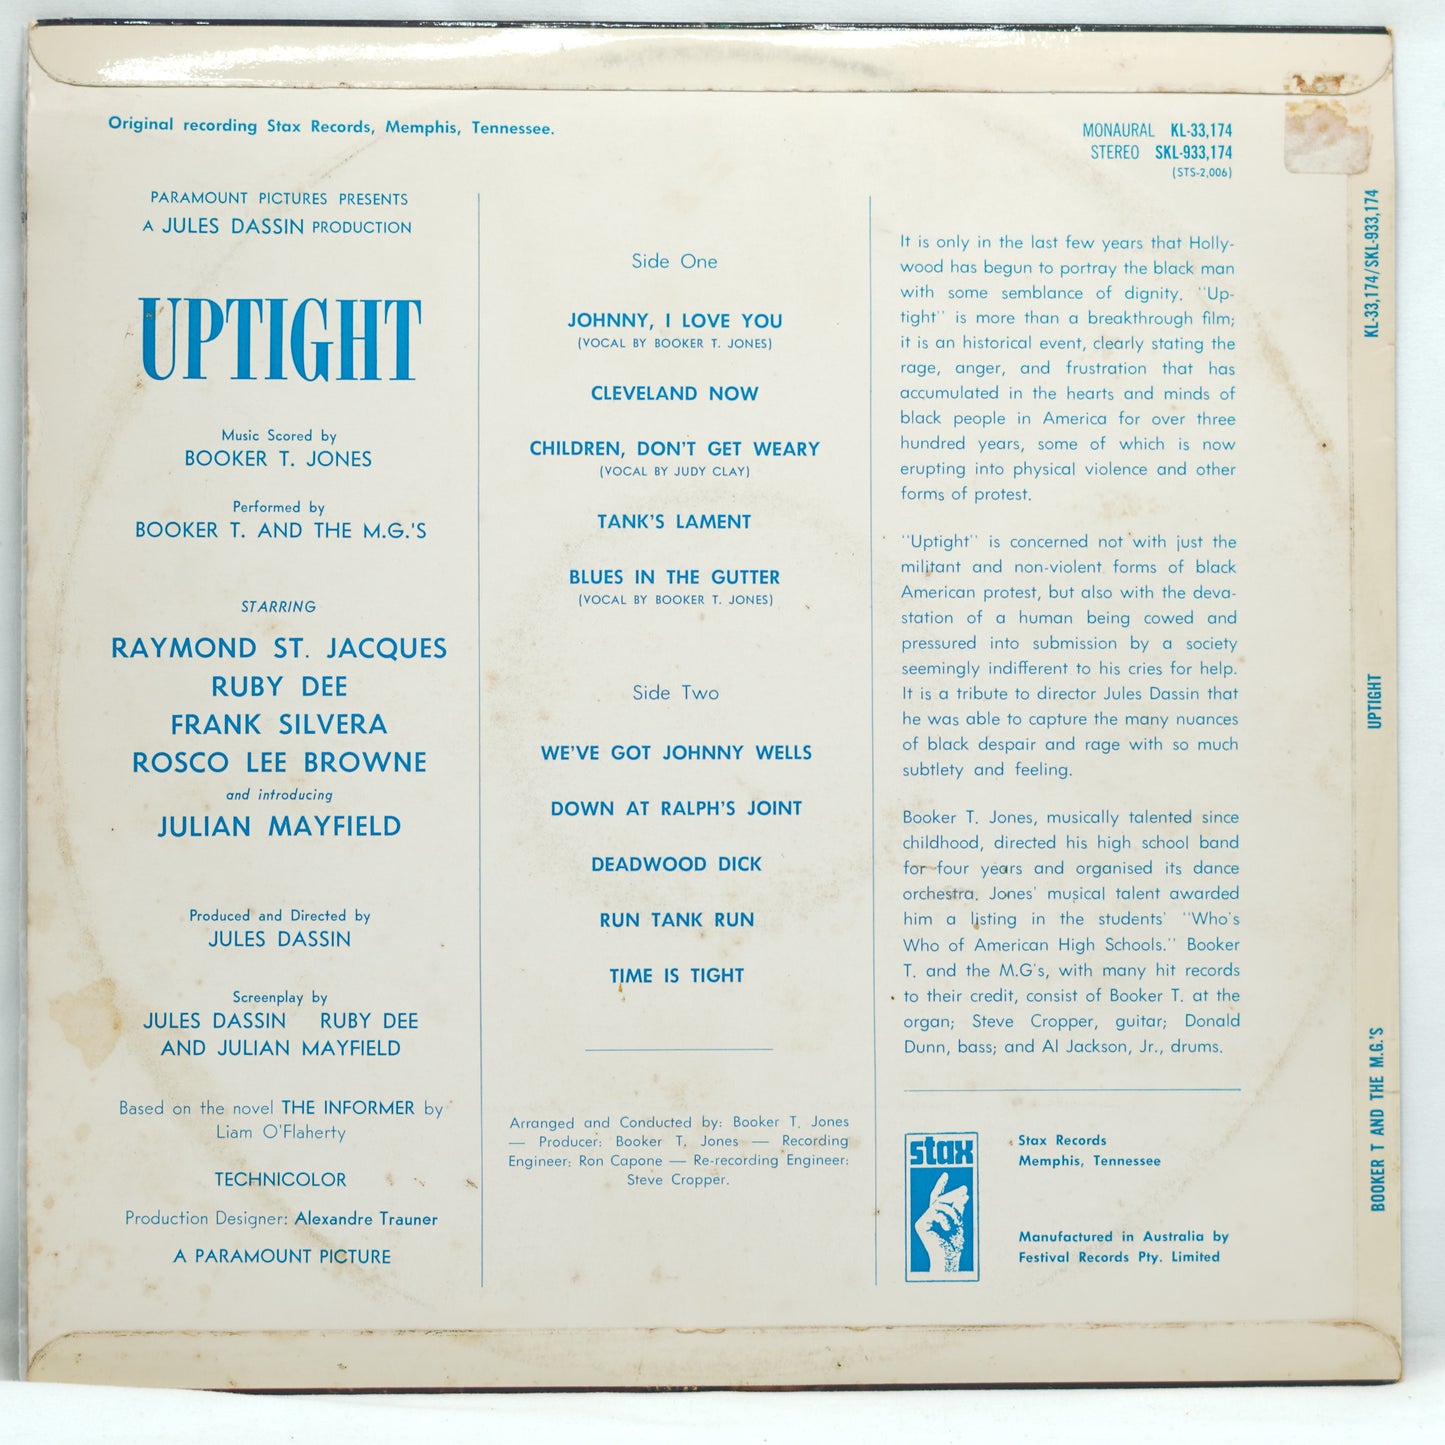 Original recording Stax Records, Memphis, Tennessee.
MONAURAL KL-33,174
STEREO SKL-933,174
(STS-2,006)
PARAMOUNT PICTURES PRESENTS
A JULES DASSIN PRODUCTION
UPTIGHT
Music Scored by
BOOKER T. JONES
Performed by
BOOKER T. AND THE M.G.'S
STARRING
RAYMOND ST. JACQUES
RUBY DEE
FRANK SILVERA
ROSCO LEE BROWNE
and introducing
JULIAN MAYFIELD
Produced and Directed by
JULES DASSIN
Screenplay by
JULES DASSIN RUBY DEE
AND JULIAN MAYFIELD
Based on the novel THE INFORMER by
Liam O'Flaherty
TECHNICOLOR
Production Designer: Alexandre Trauner
A PARAMOUNT PICTURE
Side One
JOHNNY, I LOVE YOU
(VOCAL BY BOOKER T. JONES)
CLEVELAND NOW
CHILDREN, DON'T GET WEARY
(VOCAL BY JUDY CLAY)
TANK'S LAMENT
BLUES IN THE GUTTER
(VOCAL BY BOOKER T. JONES)
Side Two
WE'VE GOT JOHNNY WELLS
DOWN AT RALPH'S JOINT
DEADWOOD DICK
RUN TANK RUN
TIME IS TIGHT
Arranged and Conducted by: Booker T. Jones
— Producer: Booker T. Jones — Recording
Engineer: Ron Capone — Re-recording Engineer:
Steve Cropper.
It is only in the last few years that Holly-
wood has begun to portray the black man
with some semblance of dignity. "Up-
tight" is more than a breakthrough film;
it is an historical event, clearly stating the
rage, anger, and frustration that has
accumulated in the hearts and minds of
black people in America for over three
hundred years, some of which is now
erupting into physical violence and other
forms of protest.
"Uptight" is concerned not with just the
militant and non-violent forms of black
American protest, but also with the deva-
station of a human being cowed and
pressured into submission by a society
seemingly indifferent to his cries for help.
It is a tribute to director Jules Dassin that
he was able to capture the many nuances
of black despair and rage with so much
subtlety and feeling.
Booker T. Jones, musically talented since
childhood, directed his high school band
for four years and organised its dance
orchestra. Jones' musical talent awarded
him a listing in the students' "Who's
Who of American High Schools." Booker
T. and the M.G's, with many hit records
to their credit, consist of Booker T. at the
organ; Steve Cropper, guitar; Donald
Dunn, bass; and Al Jackson, Jr., drums.
stax
Stax Records
Memphis, Tennessee
Manufactured in Australia by
Festival Records Pty. Limited
KL-33,174/SKL-933,174
UPTIGHT
BOOKER T AND THE M.G.'S